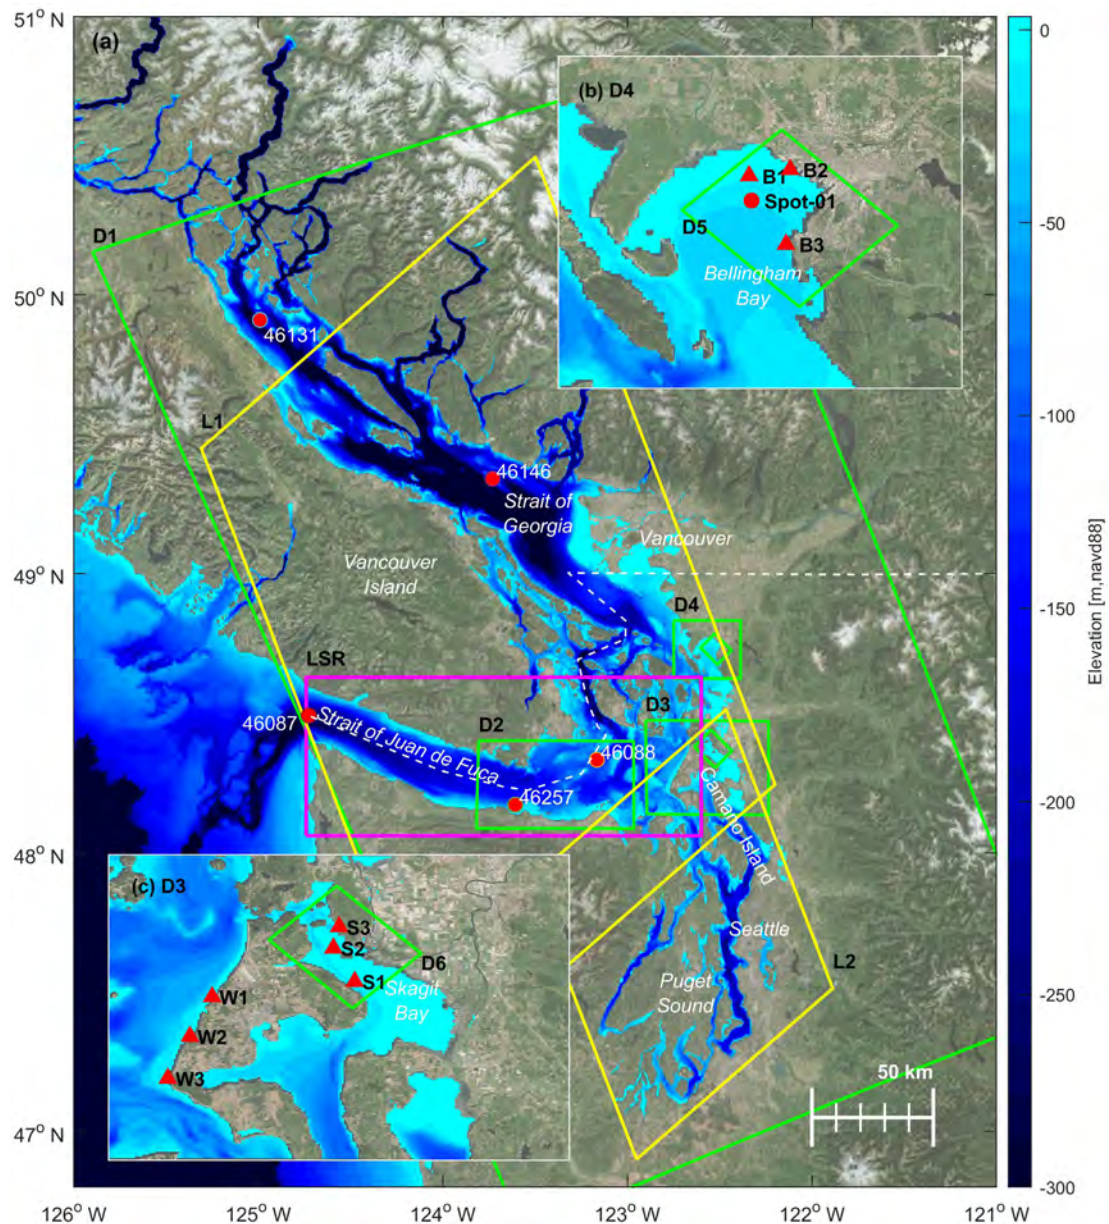 51° N
(a)
0
(b) D4
B1
B2
Spot-01
D5
B3
Bellingham
Bay
D1
-50
50° N
46131
-100
L1
46146
Strait of
Georgia
Vancouver
Vancouver
Island
49° N
-150
Elevation [m,navd88]
D4
LSR
46087
Strait of Juan de Fuca
D2
D3
46088
46257
-200
Camano Island
48° N
(c) D3
S3
S2
D6
S1
Skagit
Bay
W1
W2
W3
Seattle
L2
Puget
Sound
-250
50 km
47° N
-300
126° W
125° W
124° W
123° W
122° W
121° W